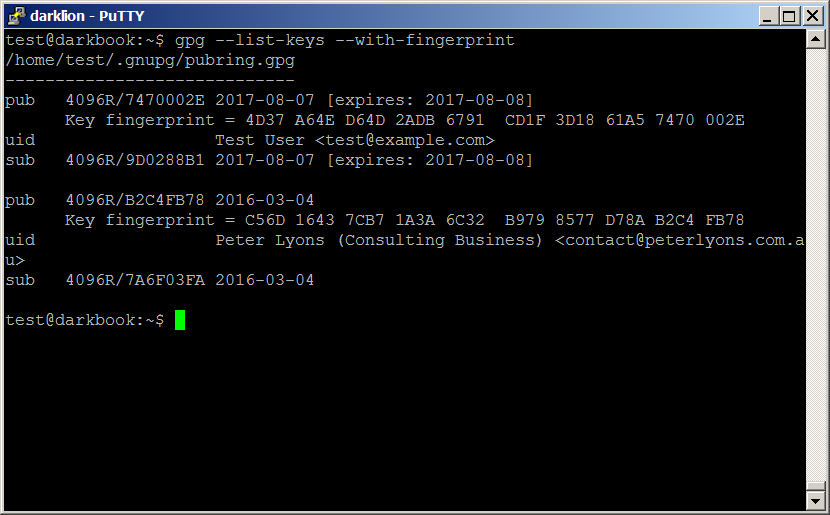 darklion - PuTTY
test@darkbook:~$ gpg --list-keys --with-fingerprint
/home/test/.gnupg/pubring.gpg
-----------------------------
pub   4096R/7470002E 2017-08-07 [expires: 2017-08-08]
      Key fingerprint = 4D37 A64E D64D 2ADB 6791  CD1F 3D18 61A5 7470 002E
uid                  Test User <test@example.com>
sub   4096R/9D0288B1 2017-08-07 [expires: 2017-08-08]

pub   4096R/B2C4FB78 2016-03-04
      Key fingerprint = C56D 1643 7CB7 1A3A 6C32  B979 8577 D78A B2C4 FB78
uid                  Peter Lyons (Consulting Business) <contact@peterlyons.com.a
u>
sub   4096R/7A6F03FA 2016-03-04

test@darkbook:~$